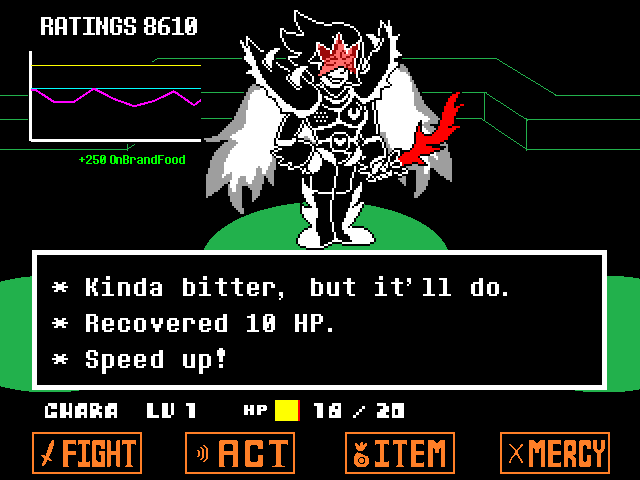 RATINGS 8610
+250 OnBrandFood
* Kinda bitter, but it'll do.
* Recovered 10 HP.
* Speed up!
CHARA LV 1 HP 18 / 20
FIGHT ACT ITEM MERCY